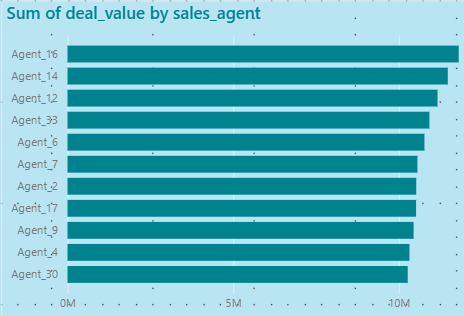 Sum of deal_value by sales_agent
Agent_16
Agent_14
Agent_12
Agent_33
Agent_6
Agent_7
Agent_2
Agent_17
Agent_9
Agent_4
Agent_30
0M 5M 10M